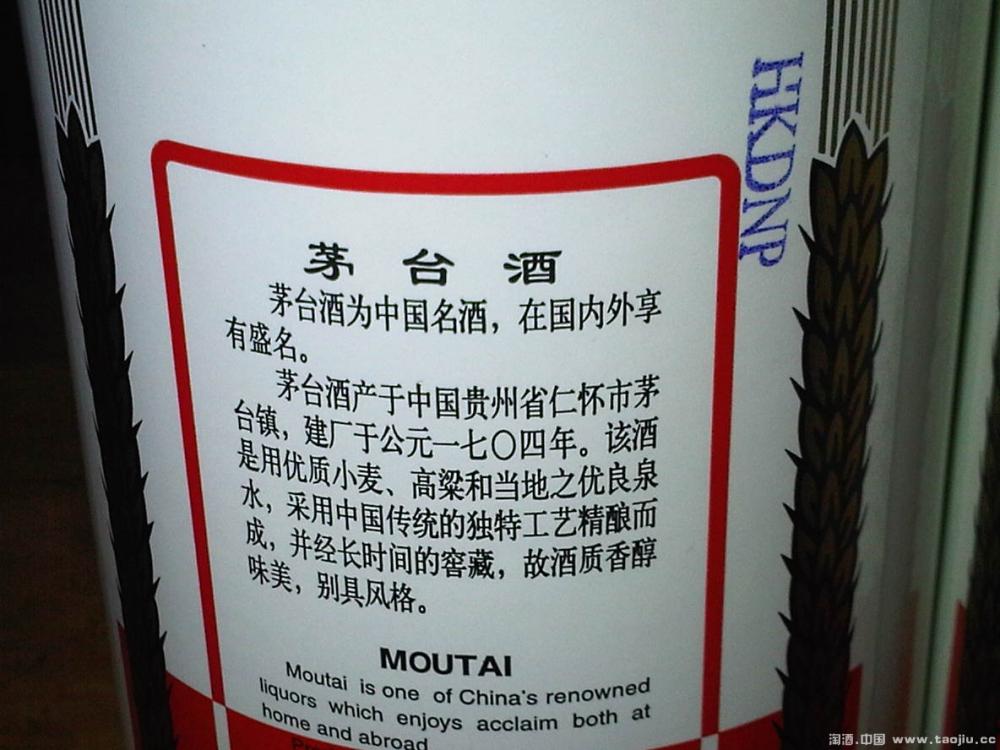 HKDNP
茅台酒
茅台酒为中国名酒，在国内外享
有盛名。
茅台酒产于中国贵州省仁怀市茅
台镇，建厂于公元一七〇四年。该酒
是用优质小麦、高粱和当地之优良泉
水，采用中国传统的独特工艺精酿而
成，并经长时间的窖藏，故酒质香醇
味美，别具风格。
MOUTAI
Moutai is one of China's renowned
liquors which enjoys acclaim both at
home and abroad
淘酒.中国 www.taojiu.cc